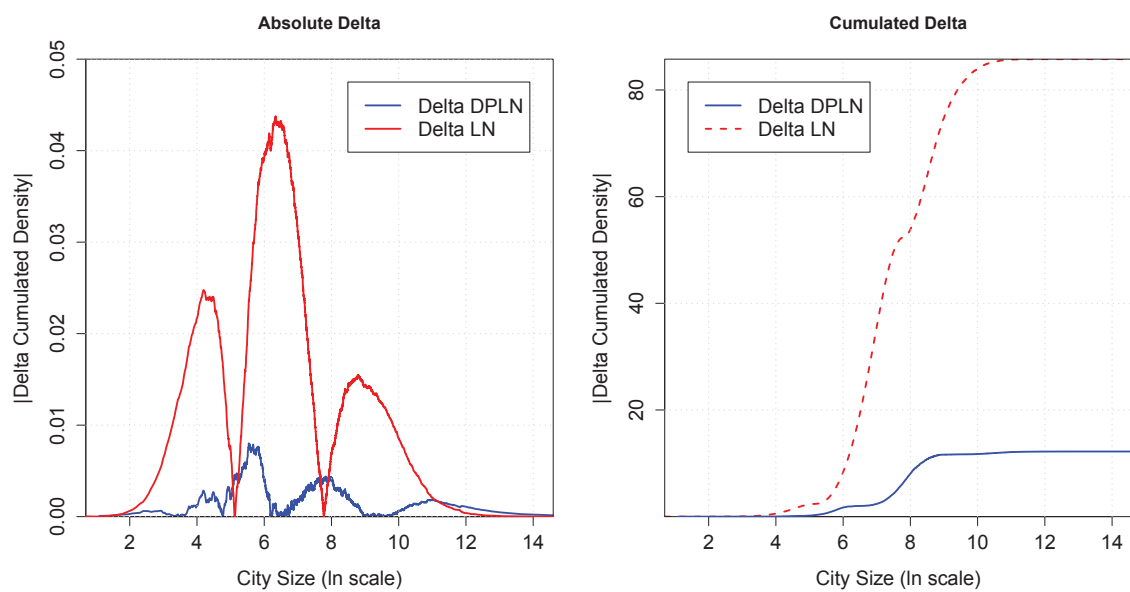 Absolute Delta
|Delta Cumulated Density|
0.05
0.04
0.03
0.02
0.01
0.00
Delta DPLN
Delta LN
2 4 6 8 10 12 14
City Size (ln scale)
Cumulated Delta
|Delta Cumulated Density|
80
60
40
20
Delta DPLN
Delta LN
2 4 6 8 10 12 14
City Size (ln scale)